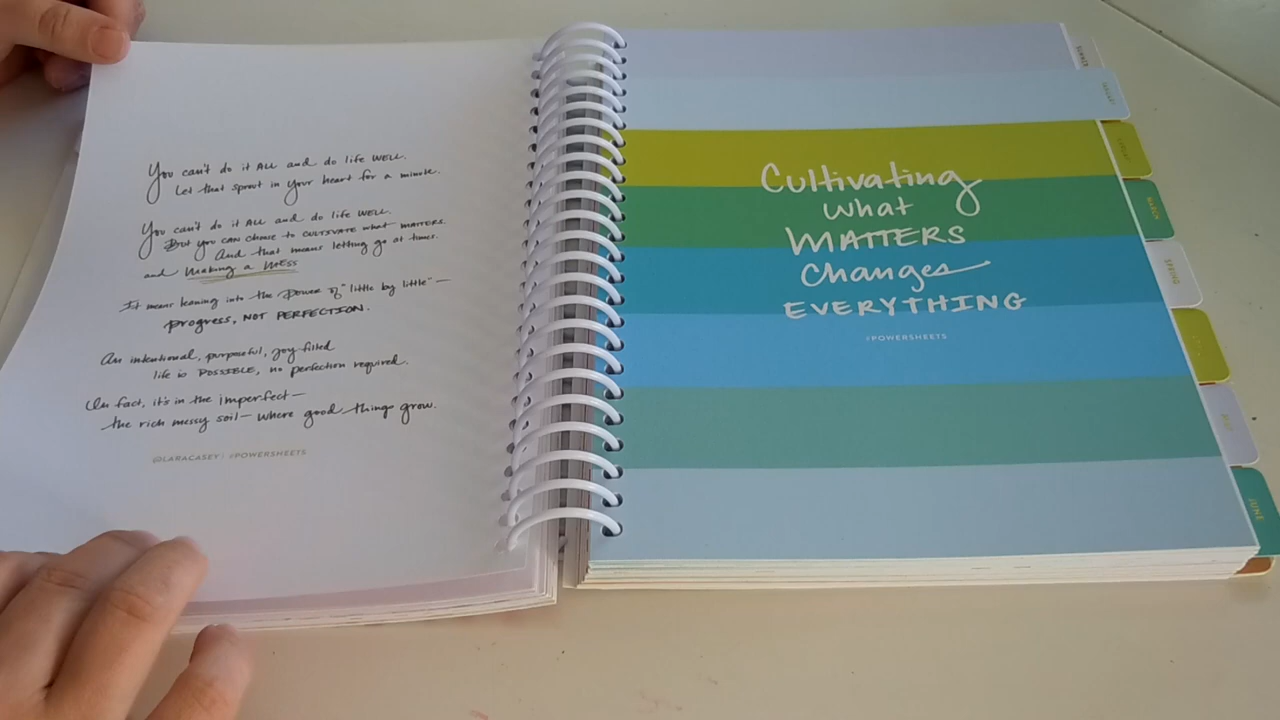 You can't do it ALL and do life WELL.
Let that sprout in your heart for a minute.
You can't do it ALL and do life WELL.
But you can choose to CULTIVATE what MATTERS.
And that means letting go at times.
and Making a MESS
It means leaning into the power of "little by little"—
progress, NOT PERFECTION.
An intentional, purposeful, joy filled
life is POSSIBLE, no perfection required.
In fact, it's in the imperfect—
the rich messy soil—where good things grow.
@LARACASEY | #POWERSHEETS
Cultivating
what
MATTERS
Changes
EVERYTHING
#POWERSHEETS
MARCH
SPRING
MAY
JUNE